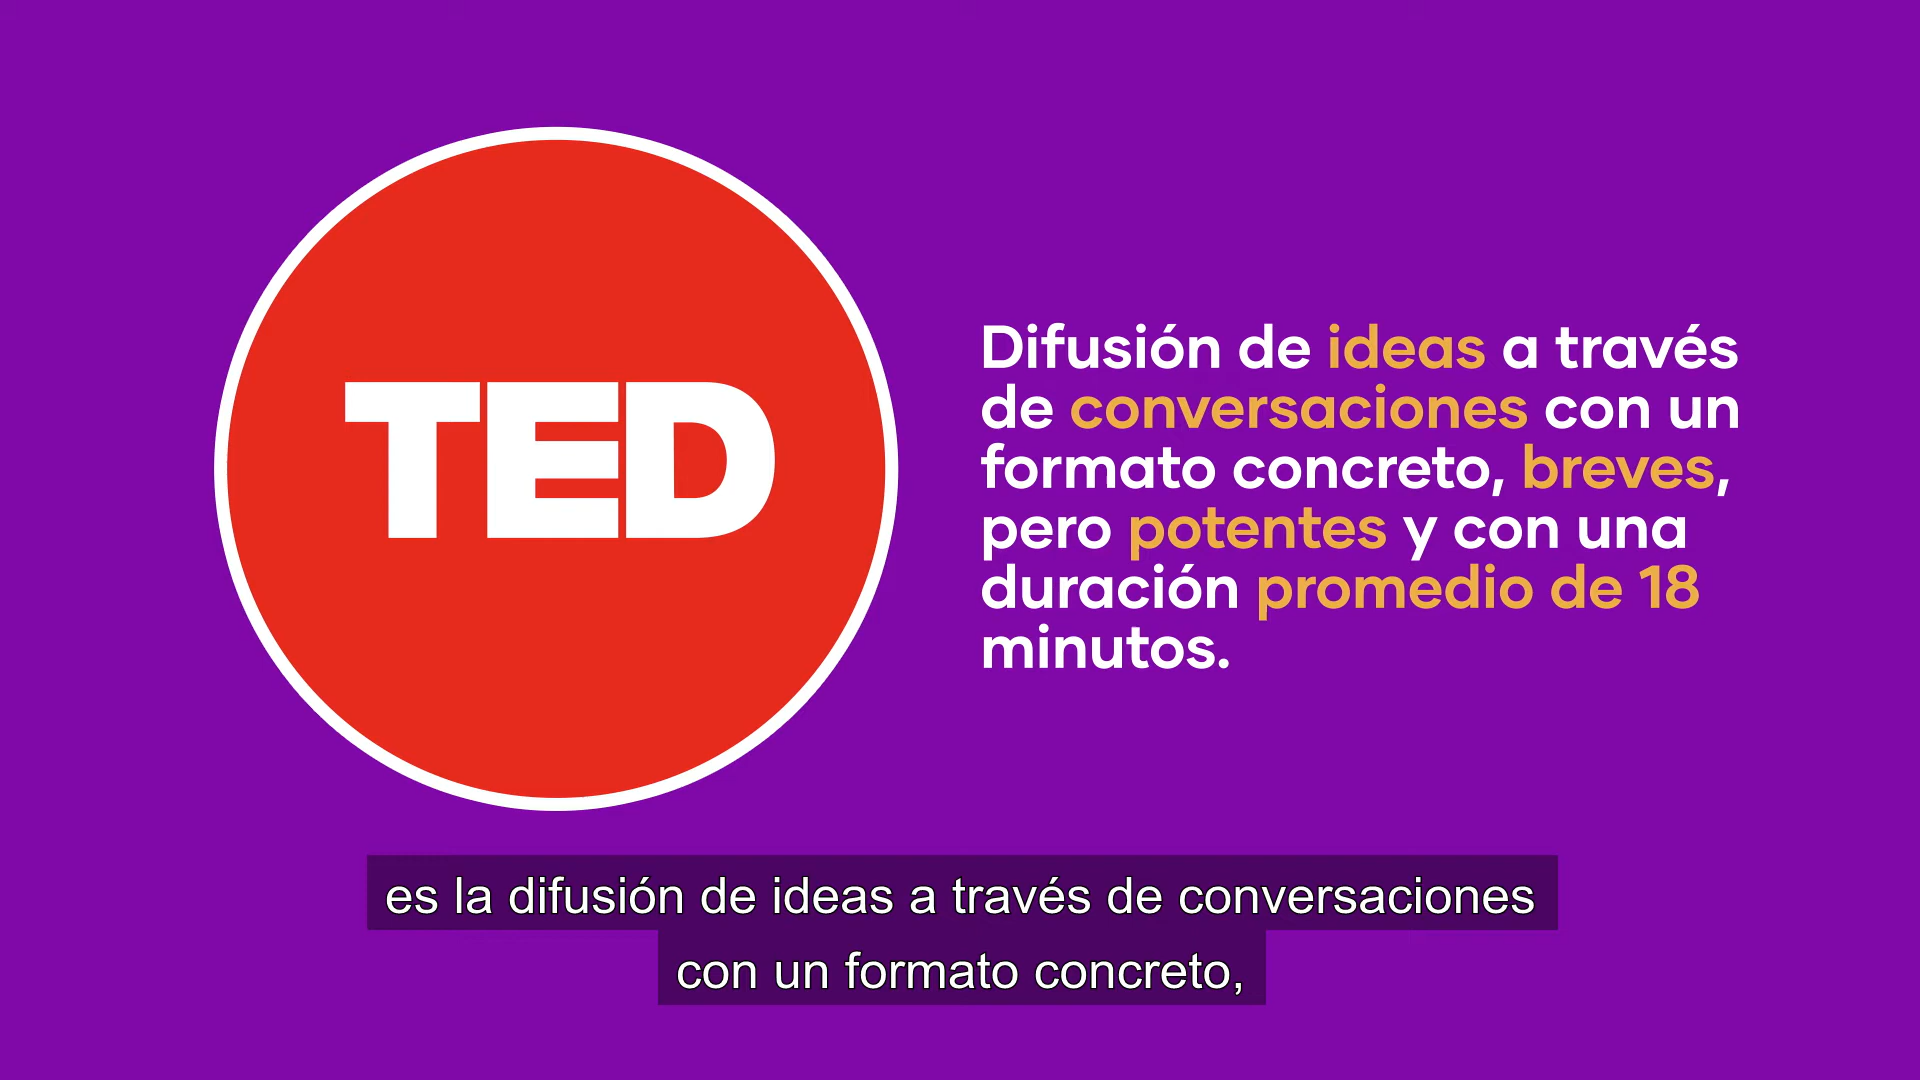 TED
Difusión de ideas a través
de conversaciones con un
formato concreto, breves,
pero potentes y con una
duración promedio de 18
minutos.
es la difusión de ideas a través de conversaciones
con un formato concreto,